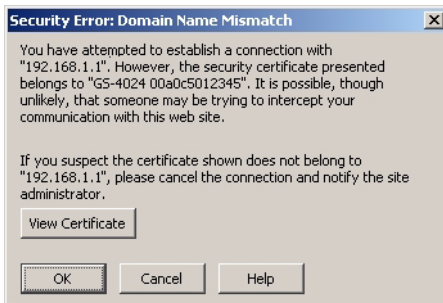 Security Error: Domain Name Mismatch
You have attempted to establish a connection with
"192.168.1.1". However, the security certificate presented
belongs to "GS-4024 00a0c5012345". It is possible, though
unlikely, that someone may be trying to intercept your
communication with this web site.
If you suspect the certificate shown does not belong to
"192.168.1.1", please cancel the connection and notify the site
administrator.
View Certificate
OK Cancel Help